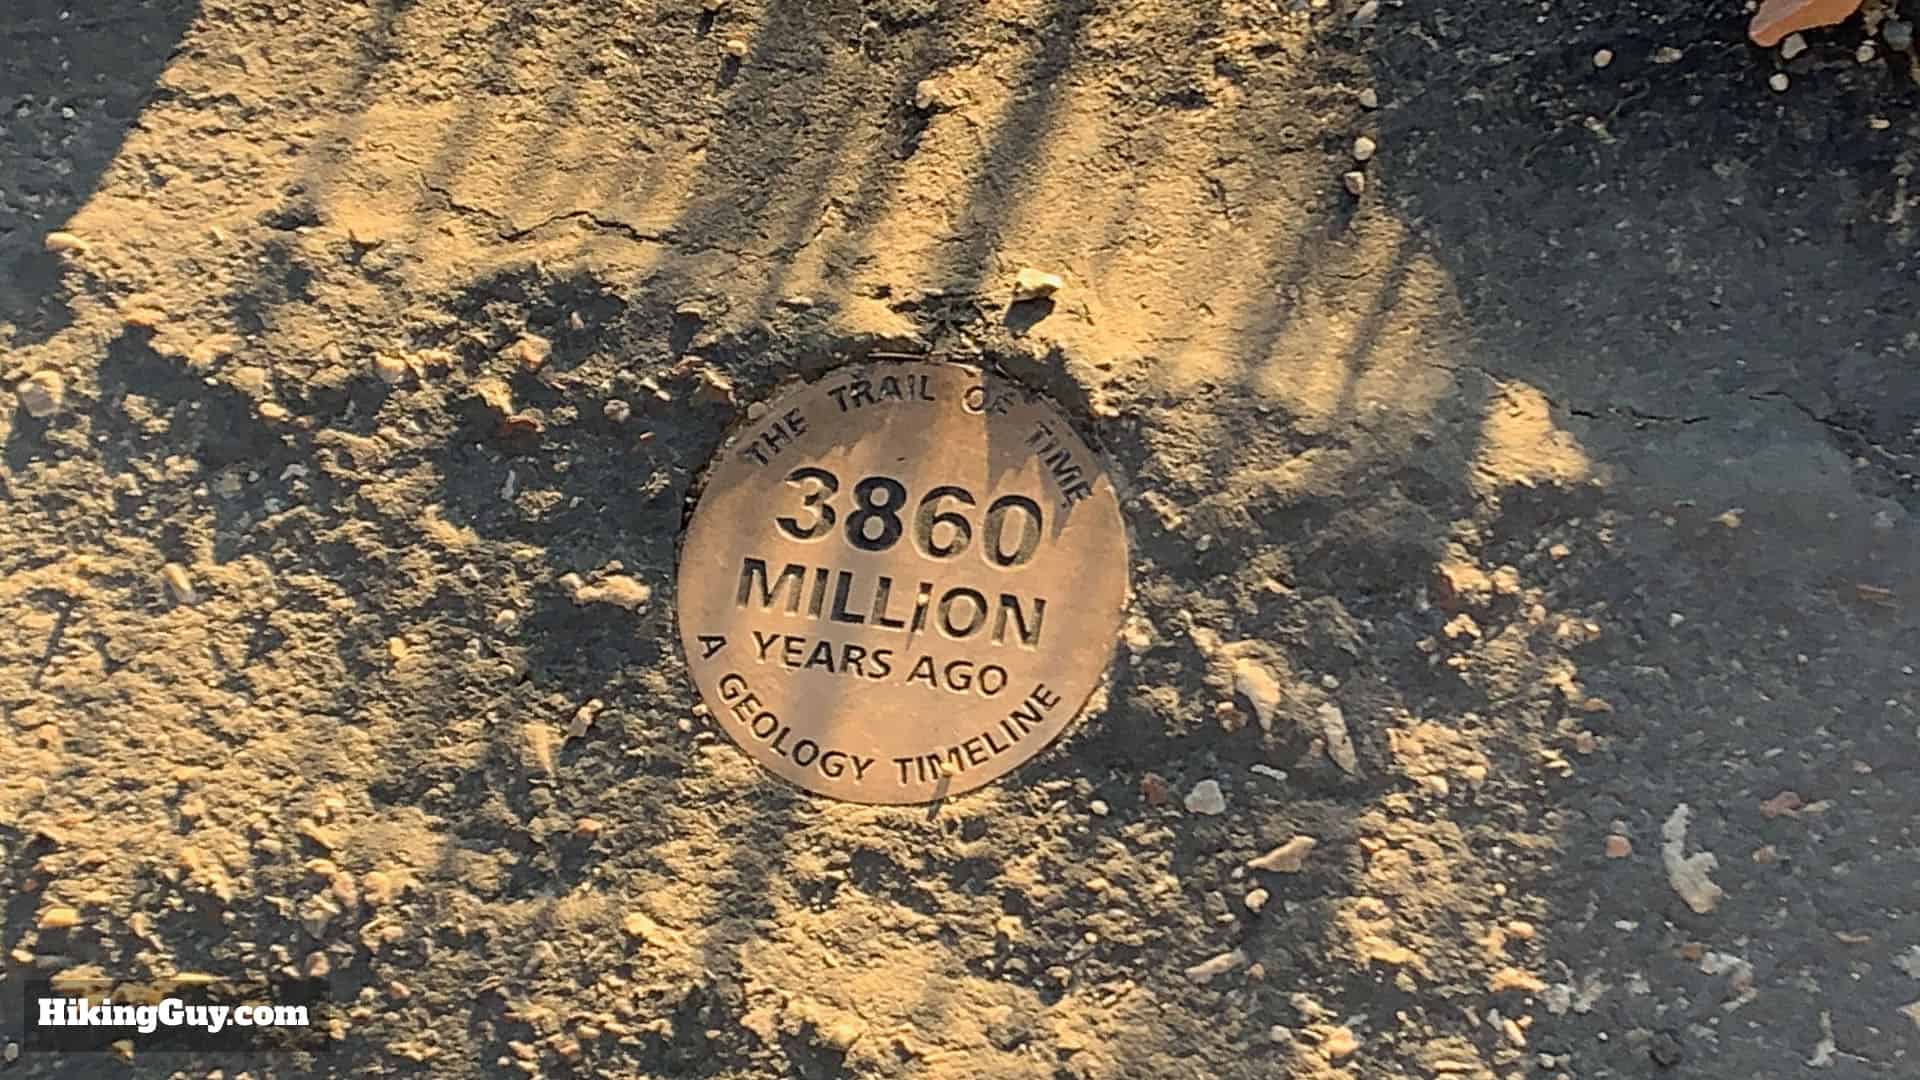 THE TRAIL OF TIME
3860
MILLION
YEARS AGO
A GEOLOGY TIMELINE
HikingGuy.com